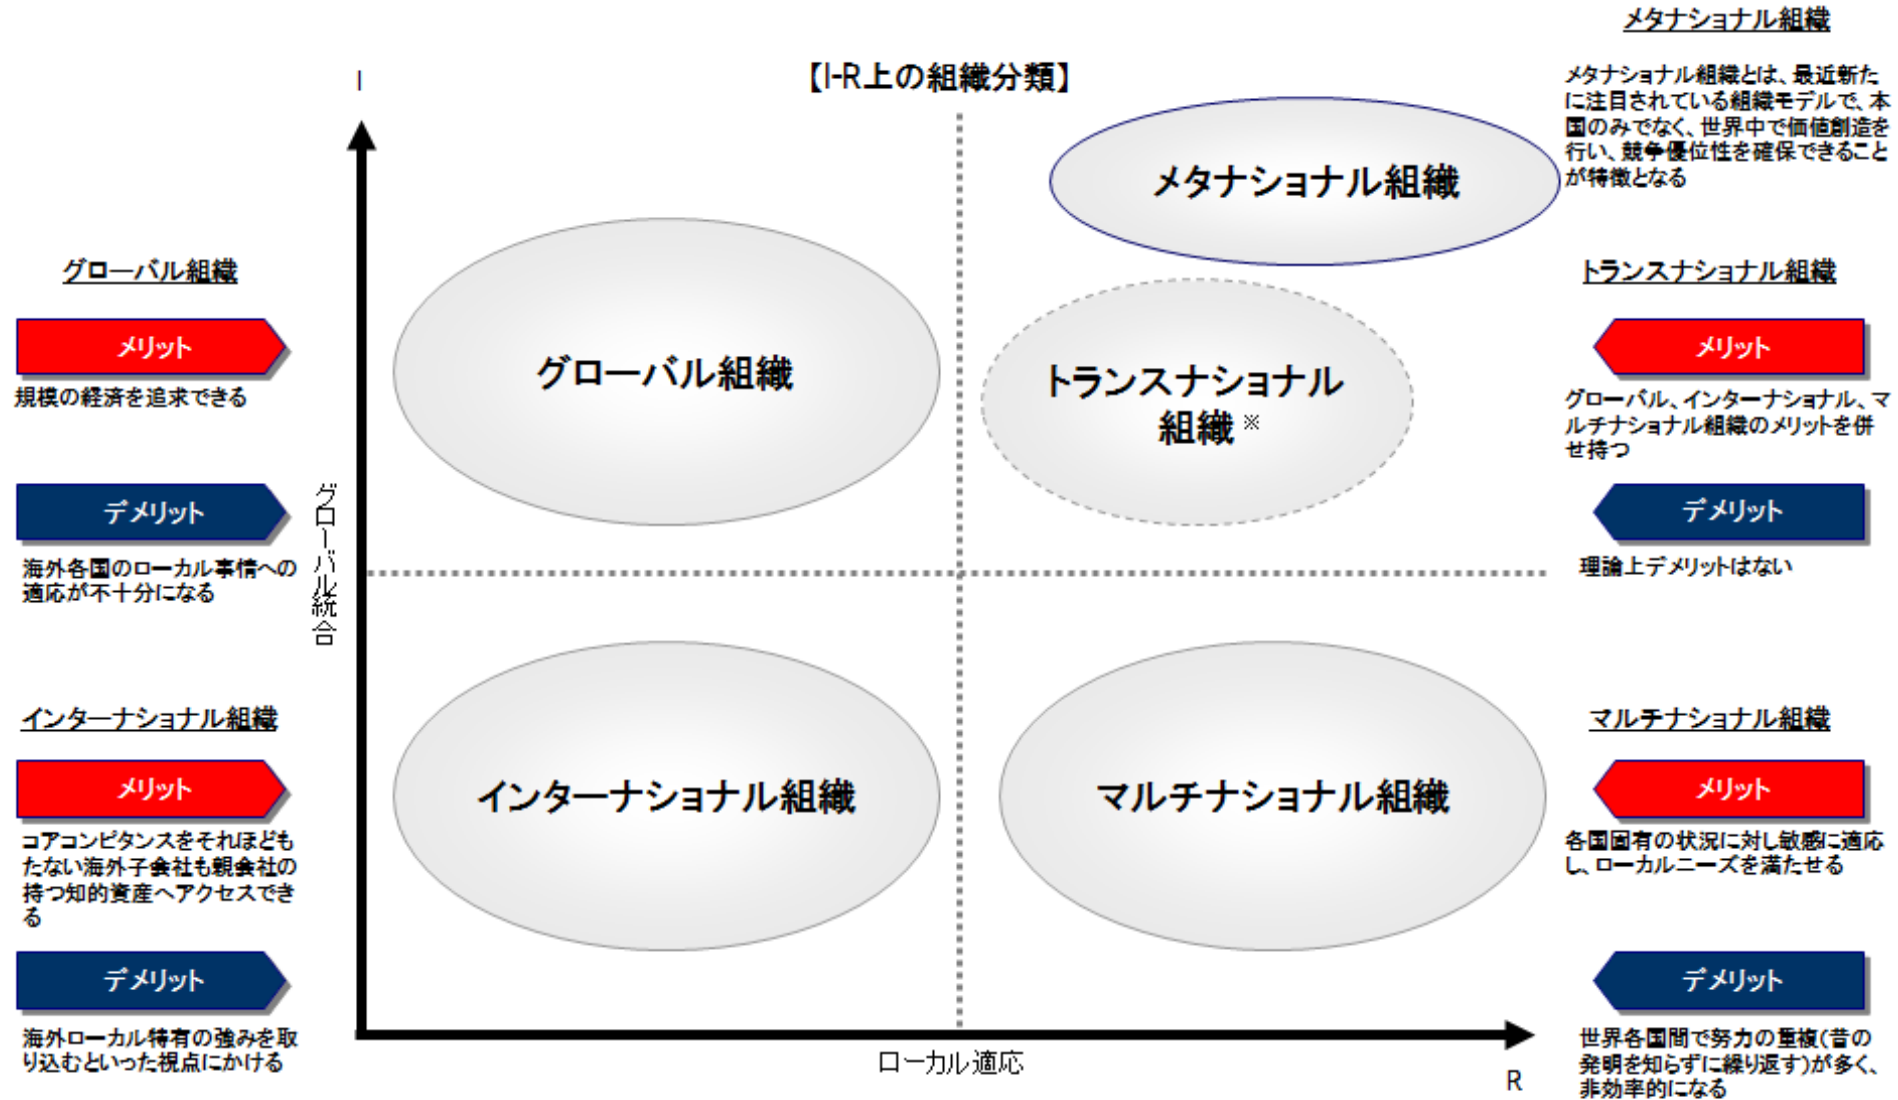 メタナショナル組織
メタナショナル組織とは、最近新た
に注目されている組織モデルで、本
国のみでなく、世界中で価値創造を
行い、競争優位性を確保できること
が特徴となる
【I-R上の組織分類】
I
メタナショナル組織
グローバル組織
メリット
規模の経済を追求できる
デメリット
海外各国のローカル事情への
適応が不十分になる
グローバル組織
トランスナショナル
組織※
トランスナショナル組織
メリット
グローバル、インターナショナル、マ
ルチナショナル組織のメリットを併
せ持つ
デメリット
理論上デメリットはない
グローバル統合
インターナショナル組織
メリット
コアコンピタンスをそれほども
たない海外子会社も親会社の
持つ知的資産へアクセスでき
る
デメリット
海外ローカル特有の強みを取
り込むといった視点にかける
インターナショナル組織
マルチナショナル組織
マルチナショナル組織
メリット
各国固有の状況に対し敏感に適応
し、ローカルニーズを満たせる
デメリット
世界各国間で努力の重複(昔の
発明を知らずに繰り返す)が多く、
非効率的になる
ローカル適応
R